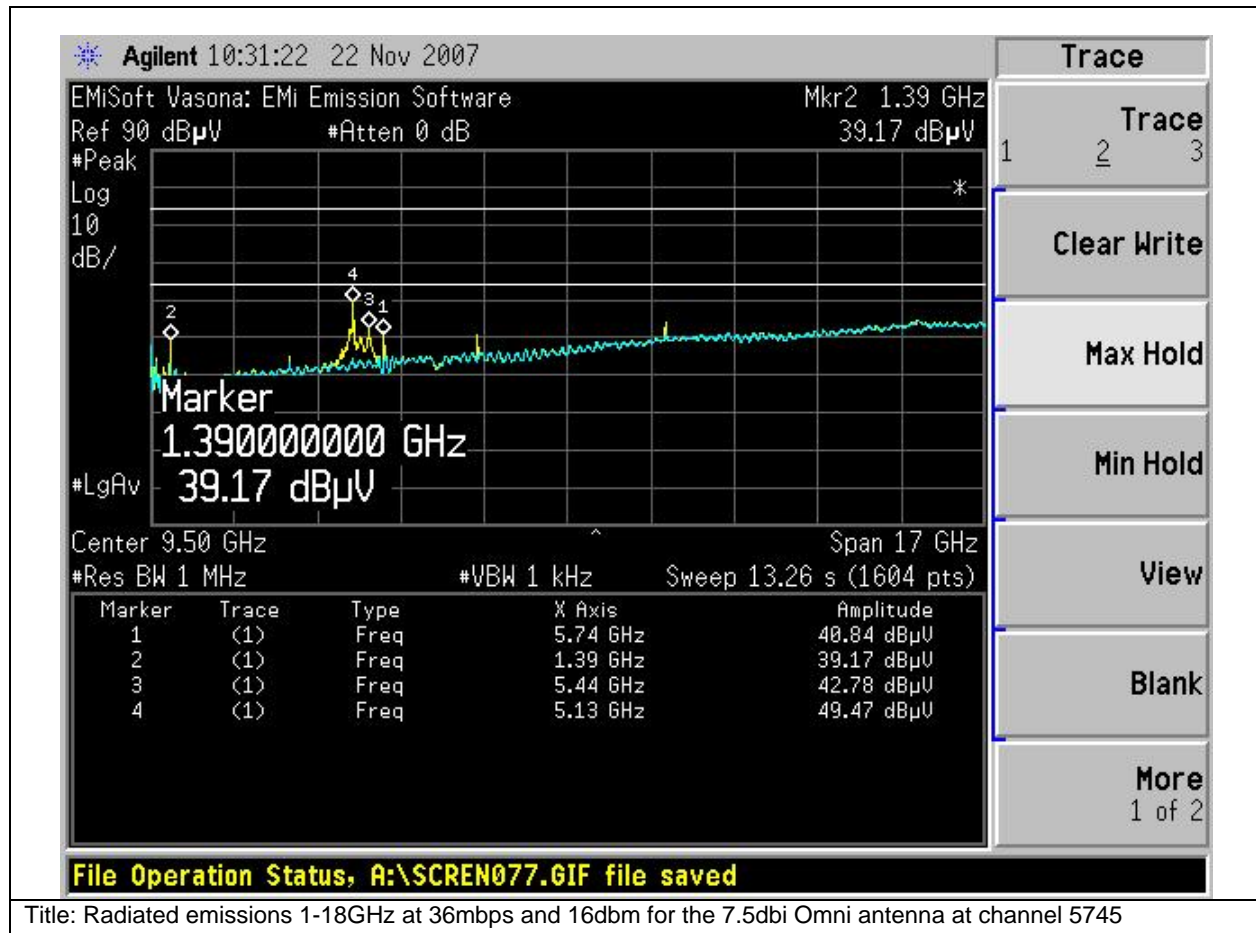 Agilent 10:31:22 22 Nov 2007
Trace
EMiSoft Vasona: EMi Emission Software
Mkr2 1.39 GHz
Ref 90 dBµV #Atten 0 dB 39.17 dBµV
Trace
1 2 3
#Peak
Log
10
dB/
*
4
3
1
2
Clear Write
Max Hold
Marker
1.390000000 GHz
39.17 dBµV
#LgAv
Min Hold
Center 9.50 GHz ^ Span 17 GHz
#Res BW 1 MHz #VBW 1 kHz Sweep 13.26 s (1604 pts)
View
Marker Trace Type X Axis Amplitude
1 (1) Freq 5.74 GHz 40.84 dBµV
2 (1) Freq 1.39 GHz 39.17 dBµV
3 (1) Freq 5.44 GHz 42.78 dBµV
4 (1) Freq 5.13 GHz 49.47 dBµV
Blank
More
1 of 2
File Operation Status, A:\SCREN077.GIF file saved
Title: Radiated emissions 1-18GHz at 36mbps and 16dbm for the 7.5dbi Omni antenna at channel 5745